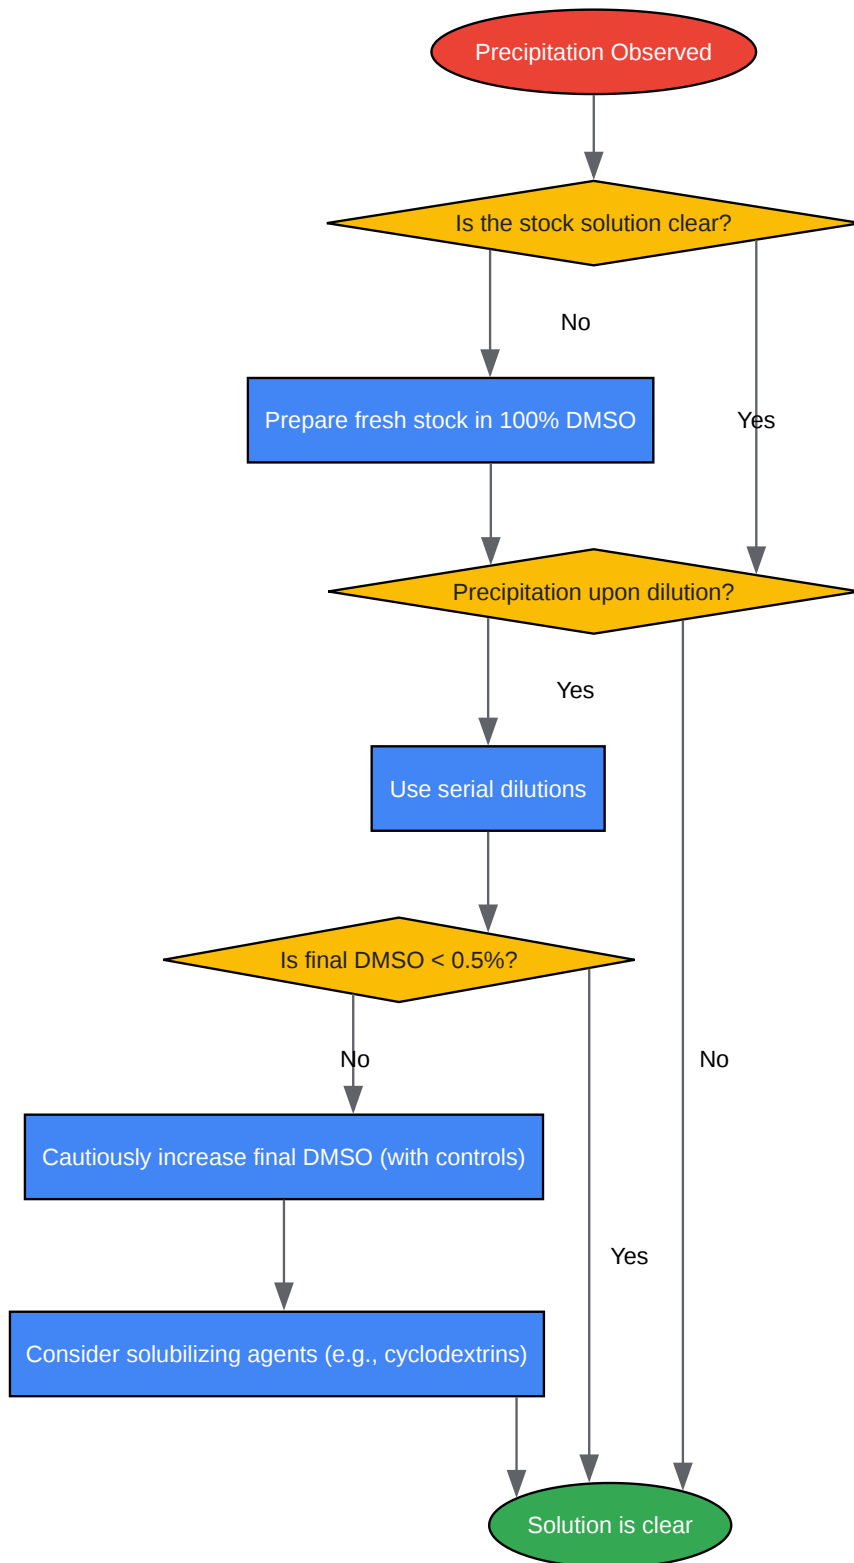 Precipitation Observed
Is the stock solution clear?
No
Prepare fresh stock in 100% DMSO
Yes
Precipitation upon dilution?
Yes
Use serial dilutions
Is final DMSO < 0.5%?
No
No
Cautiously increase final DMSO (with controls)
Yes
Consider solubilizing agents (e.g., cyclodextrins)
Solution is clear